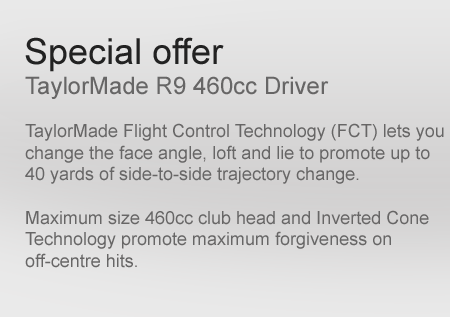 Special offer
TaylorMade R9 460cc Driver
TaylorMade Flight Control Technology (FCT) lets you
change the face angle, loft and lie to promote up to
40 yards of side-to-side trajectory change.
Maximum size 460cc club head and Inverted Cone
Technology promote maximum forgiveness on
off-centre hits.